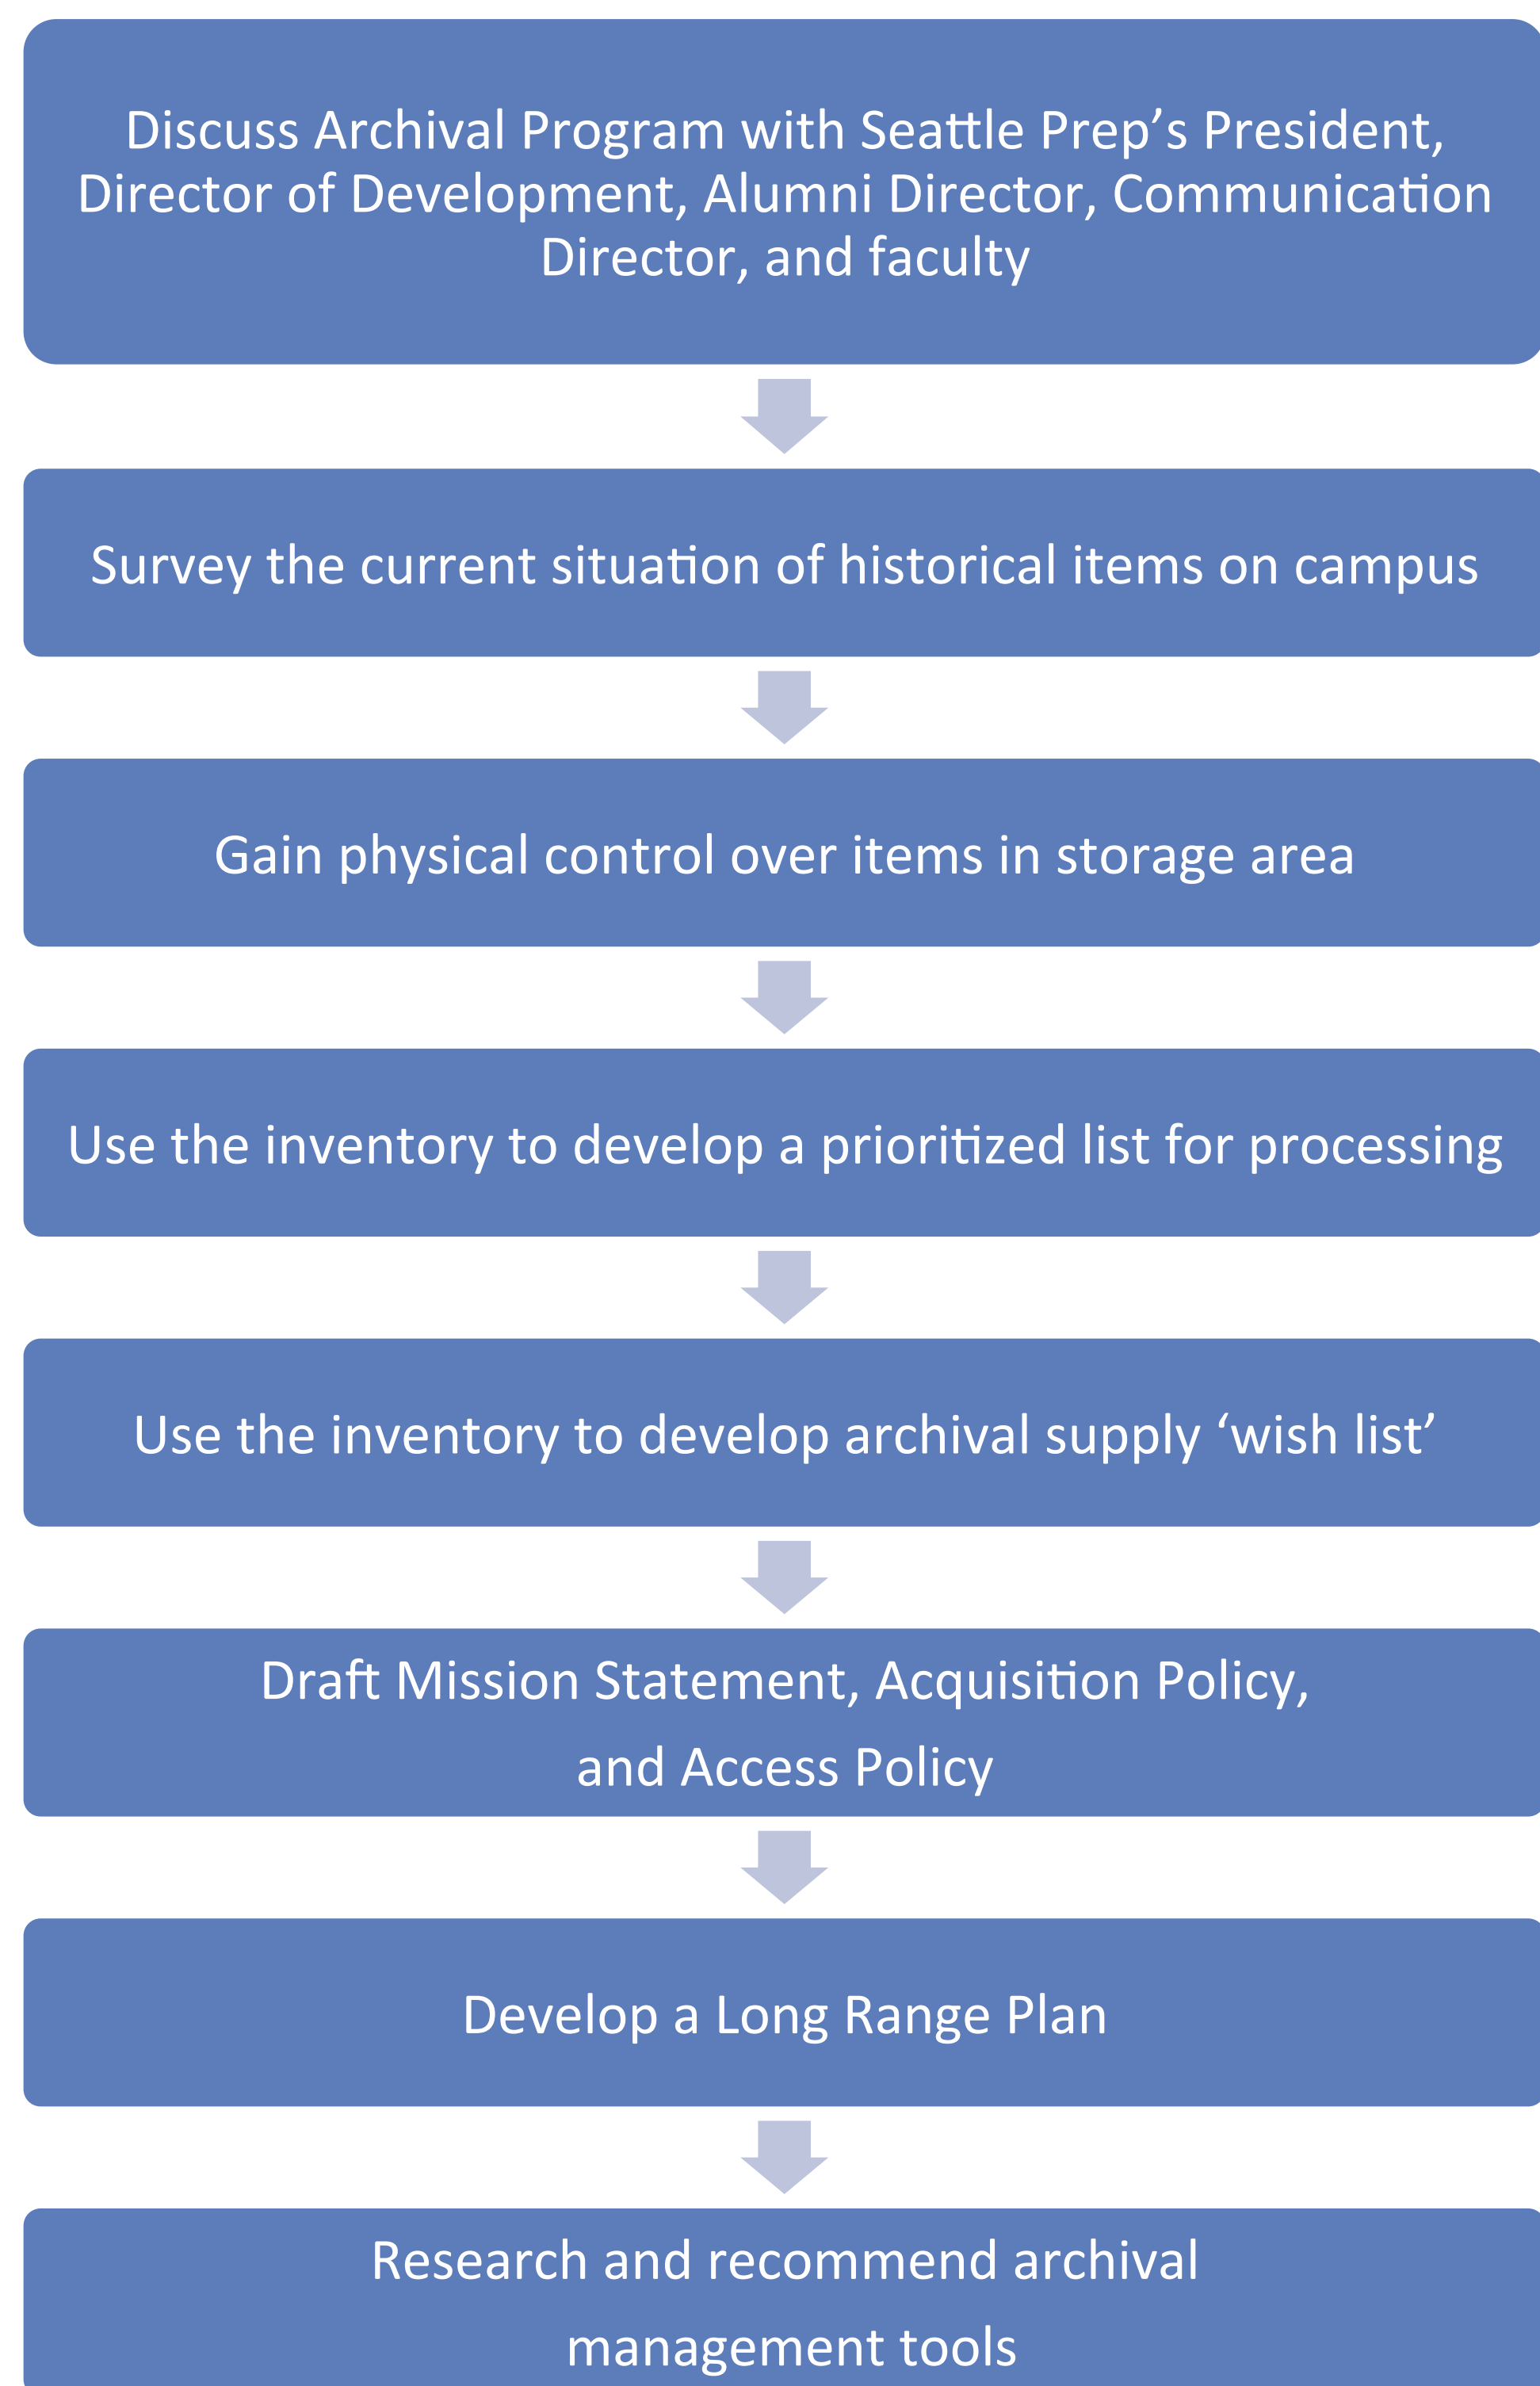 Discuss Archival Program with Seattle Prep’s President,
Director of Development, Alumni Director, Communication
Director, and faculty
Survey the current situation of historical items on campus
Gain physical control over items in storage area
Use the inventory to develop a prioritized list for processing
Use the inventory to develop archival supply ‘wish list’
Draft Mission Statement, Acquisition Policy,
and Access Policy
Develop a Long Range Plan
Research and recommend archival
management tools